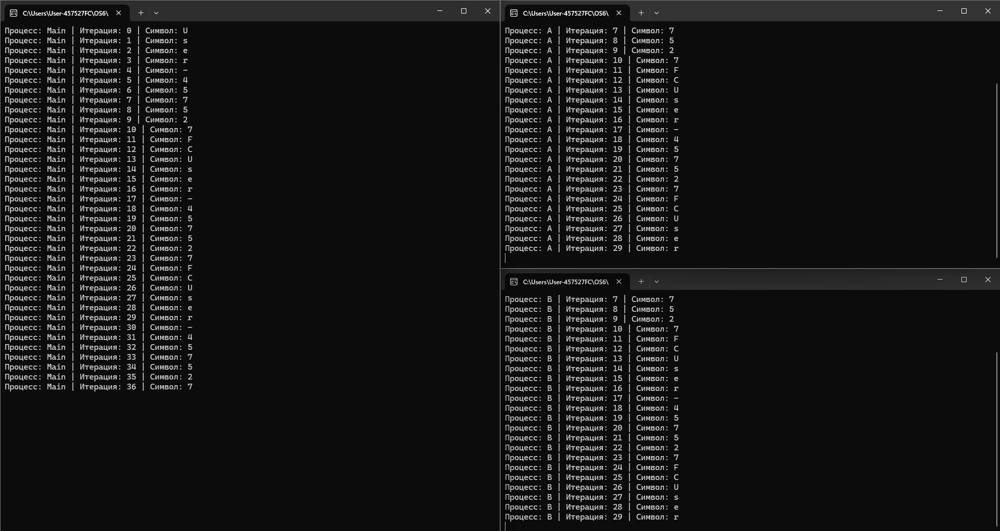 C:\Users\User-457527FC\OS6\
Процесс: Main | Итерация: 0 | Символ: U
Процесс: Main | Итерация: 1 | Символ: s
Процесс: Main | Итерация: 2 | Символ: e
Процесс: Main | Итерация: 3 | Символ: r
Процесс: Main | Итерация: 4 | Символ: -
Процесс: Main | Итерация: 5 | Символ: 4
Процесс: Main | Итерация: 6 | Символ: 5
Процесс: Main | Итерация: 7 | Символ: 7
Процесс: Main | Итерация: 8 | Символ: 5
Процесс: Main | Итерация: 9 | Символ: 2
Процесс: Main | Итерация: 10 | Символ: 7
Процесс: Main | Итерация: 11 | Символ: F
Процесс: Main | Итерация: 12 | Символ: C
Процесс: Main | Итерация: 13 | Символ: U
Процесс: Main | Итерация: 14 | Символ: s
Процесс: Main | Итерация: 15 | Символ: e
Процесс: Main | Итерация: 16 | Символ: r
Процесс: Main | Итерация: 17 | Символ: -
Процесс: Main | Итерация: 18 | Символ: 4
Процесс: Main | Итерация: 19 | Символ: 5
Процесс: Main | Итерация: 20 | Символ: 7
Процесс: Main | Итерация: 21 | Символ: 5
Процесс: Main | Итерация: 22 | Символ: 2
Процесс: Main | Итерация: 23 | Символ: 7
Процесс: Main | Итерация: 24 | Символ: F
Процесс: Main | Итерация: 25 | Символ: C
Процесс: Main | Итерация: 26 | Символ: U
Процесс: Main | Итерация: 27 | Символ: s
Процесс: Main | Итерация: 28 | Символ: e
Процесс: Main | Итерация: 29 | Символ: r
Процесс: Main | Итерация: 30 | Символ: -
Процесс: Main | Итерация: 31 | Символ: 4
Процесс: Main | Итерация: 32 | Символ: 5
Процесс: Main | Итерация: 33 | Символ: 7
Процесс: Main | Итерация: 34 | Символ: 5
Процесс: Main | Итерация: 35 | Символ: 2
Процесс: Main | Итерация: 36 | Символ: 7
C:\Users\User-457527FC\OS6\
Процесс: A | Итерация: 7 | Символ: 7
Процесс: A | Итерация: 8 | Символ: 5
Процесс: A | Итерация: 9 | Символ: 2
Процесс: A | Итерация: 10 | Символ: 7
Процесс: A | Итерация: 11 | Символ: F
Процесс: A | Итерация: 12 | Символ: C
Процесс: A | Итерация: 13 | Символ: U
Процесс: A | Итерация: 14 | Символ: s
Процесс: A | Итерация: 15 | Символ: e
Процесс: A | Итерация: 16 | Символ: r
Процесс: A | Итерация: 17 | Символ: -
Процесс: A | Итерация: 18 | Символ: 4
Процесс: A | Итерация: 19 | Символ: 5
Процесс: A | Итерация: 20 | Символ: 7
Процесс: A | Итерация: 21 | Символ: 5
Процесс: A | Итерация: 22 | Символ: 2
Процесс: A | Итерация: 23 | Символ: 7
Процесс: A | Итерация: 24 | Символ: F
Процесс: A | Итерация: 25 | Символ: C
Процесс: A | Итерация: 26 | Символ: U
Процесс: A | Итерация: 27 | Символ: s
Процесс: A | Итерация: 28 | Символ: e
Процесс: A | Итерация: 29 | Символ: r
C:\Users\User-457527FC\OS6\
Процесс: B | Итерация: 7 | Символ: 7
Процесс: B | Итерация: 8 | Символ: 5
Процесс: B | Итерация: 9 | Символ: 2
Процесс: B | Итерация: 10 | Символ: 7
Процесс: B | Итерация: 11 | Символ: F
Процесс: B | Итерация: 12 | Символ: C
Процесс: B | Итерация: 13 | Символ: U
Процесс: B | Итерация: 14 | Символ: s
Процесс: B | Итерация: 15 | Символ: e
Процесс: B | Итерация: 16 | Символ: r
Процесс: B | Итерация: 17 | Символ: -
Процесс: B | Итерация: 18 | Символ: 4
Процесс: B | Итерация: 19 | Символ: 5
Процесс: B | Итерация: 20 | Символ: 7
Процесс: B | Итерация: 21 | Символ: 5
Процесс: B | Итерация: 22 | Символ: 2
Процесс: B | Итерация: 23 | Символ: 7
Процесс: B | Итерация: 24 | Символ: F
Процесс: B | Итерация: 25 | Символ: C
Процесс: B | Итерация: 26 | Символ: U
Процесс: B | Итерация: 27 | Символ: s
Процесс: B | Итерация: 28 | Символ: e
Процесс: B | Итерация: 29 | Символ: r